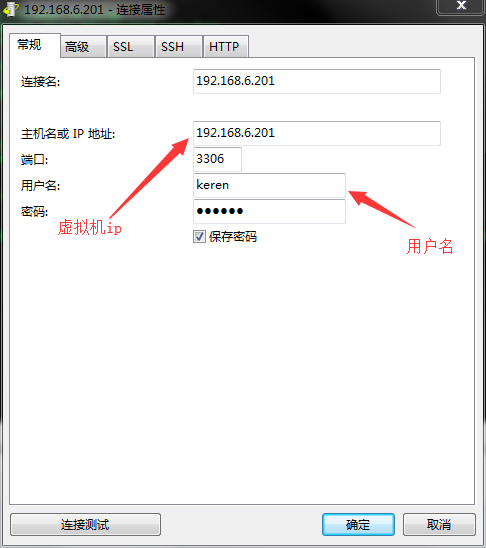 192.168.6.201 - 连接属性
常规 高级 SSL SSH HTTP
连接名: 192.168.6.201
主机名或 IP 地址: 192.168.6.201
端口: 3306
用户名: keren
密码: ●●●●●●
虚拟机ip
保存密码
用户名
连接测试 确定 取消